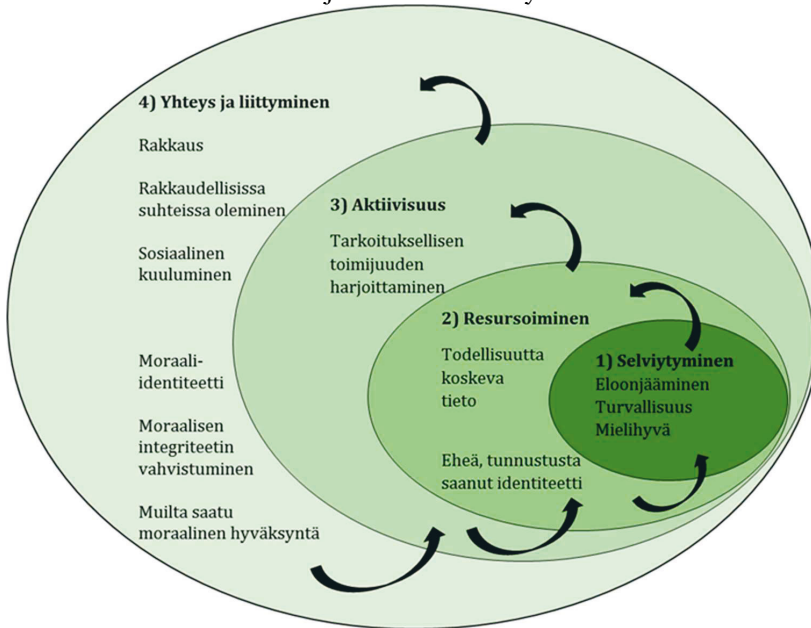 4) Yhteys ja liittyminen
Rakkaus
Rakkaudellisissa
suhteissa oleminen
Sosiaalinen
kuuluminen
Moraali-
identiteetti
Moraalisen
integriteetin
vahvistuminen
Muilta saatu
moraalinen hyväksyntä
3) Aktiivisuus
Tarkoituksellisen
toimijuuden
harjoittaminen
2) Resursoiminen
Todellisuutta
koskeva
tieto
Eheä, tunnustusta
saanut identiteetti
1) Selviytyminen
Eloonjääminen
Turvallisuus
Mielihyvä